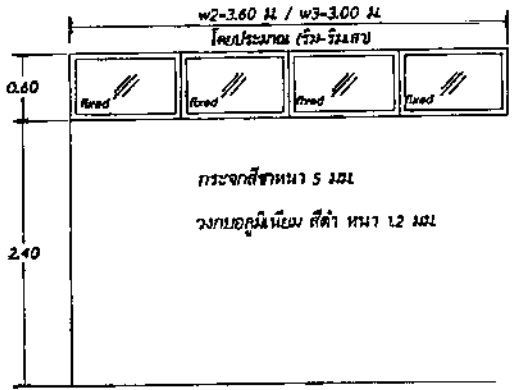 w2=3.60 ม. / w3=3.00 ม.
โดยประมาณ (ริม-ริมเสา)
0.60
fixed
fixed
fixed
fixed
กระจกสีชาหนา 5 มม.
วงกบอลูมิเนียม สีดำ หนา 1.2 มม.
2.40